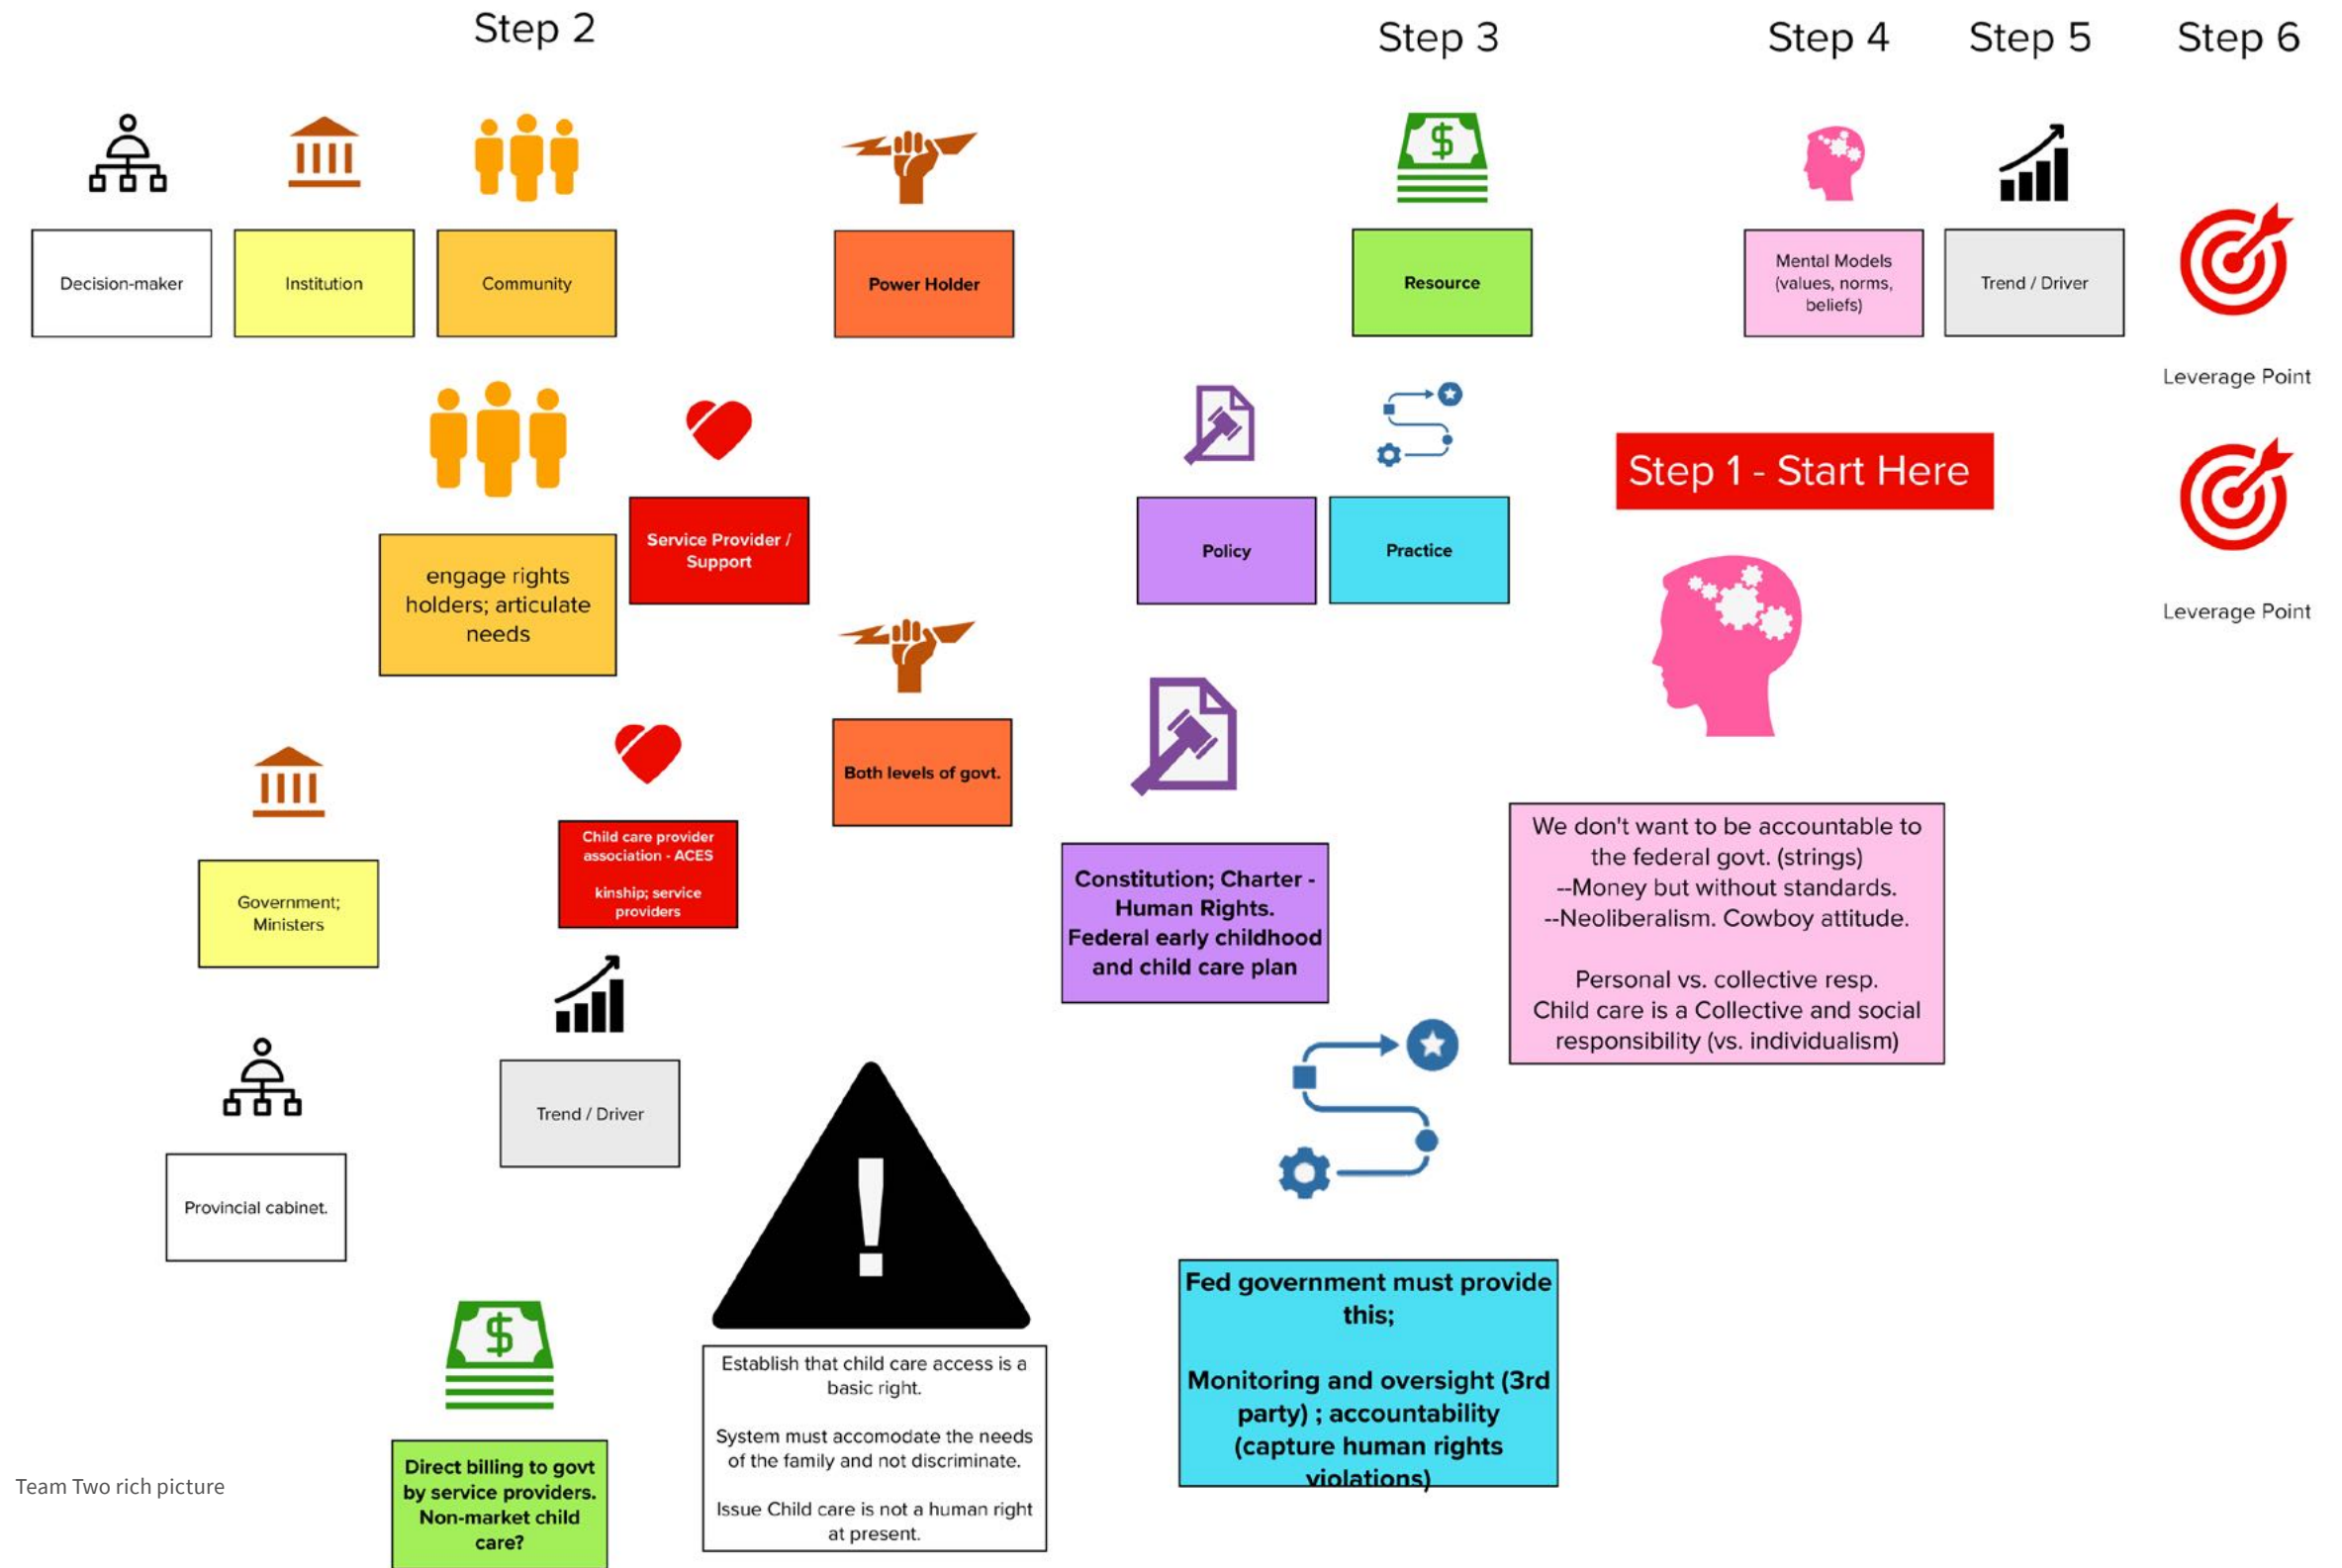 Step 2
Step 3
Step 4
Step 5
Step 6
Decision-maker
Institution
Community
Power Holder
Resource
Mental Models
(values, norms,
beliefs)
Trend / Driver
Leverage Point
Service Provider /
Support
Policy
Practice
Step 1 - Start Here
Leverage Point
engage rights
holders; articulate
needs
Both levels of govt.
Government;
Ministers
Child care provider
association - ACES
kinship; service
providers
Constitution; Charter -
Human Rights.
Federal early childhood
and child care plan
We don't want to be accountable to
the federal govt. (strings)
--Money but without standards.
--Neoliberalism. Cowboy attitude.
Personal vs. collective resp.
Child care is a Collective and social
responsibility (vs. individualism)
Trend / Driver
Provincial cabinet.
Establish that child care access is a
basic right.
System must accomodate the needs
of the family and not discriminate.
Issue Child care is not a human right
at present.
Fed government must provide
this;
Monitoring and oversight (3rd
party) ; accountability
(capture human rights
violations)
Direct billing to govt
by service providers.
Non-market child
care?
Team Two rich picture